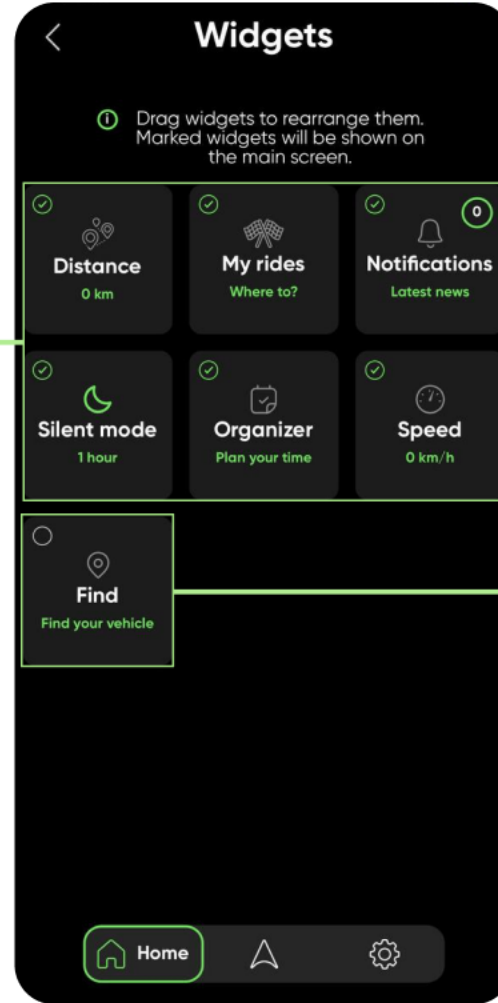 Widgets
Drag widgets to rearrange them.
Marked widgets will be shown on
the main screen.
Distance
0 km
My rides
Where to?
0
Notifications
Latest news
Silent mode
1 hour
Organizer
Plan your time
Speed
0 km/h
Find
Find your vehicle
Home